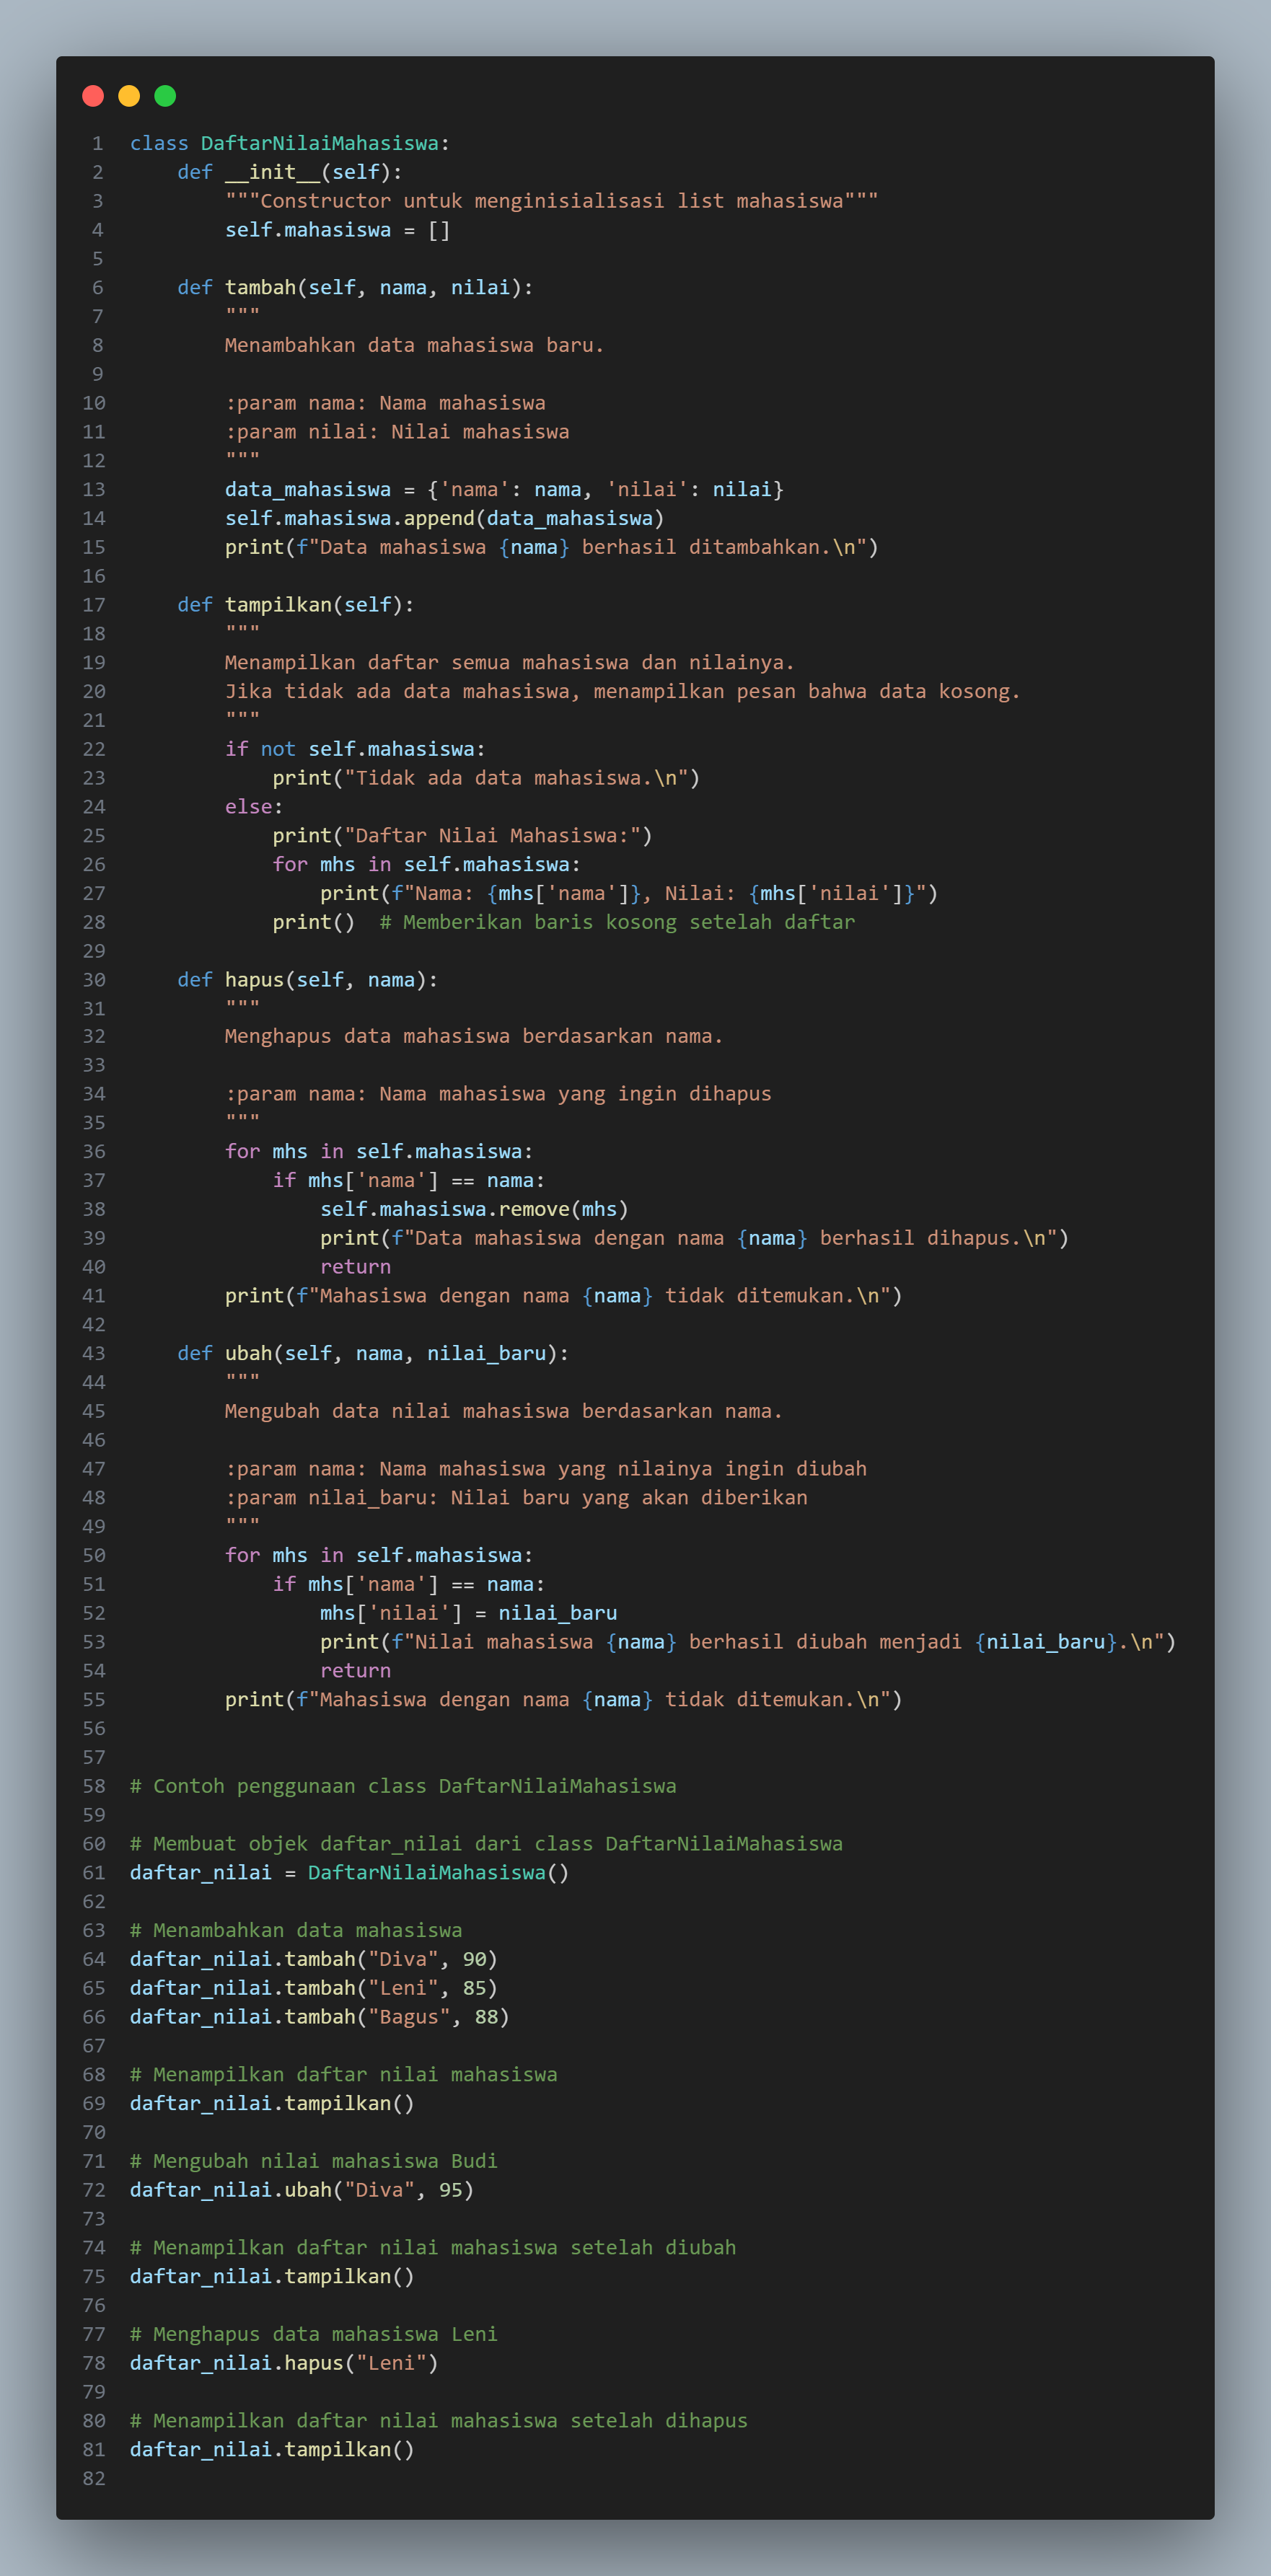 1 class DaftarNilaiMahasiswa:
2     def __init__(self):
3         """Constructor untuk menginisialisasi list mahasiswa"""
4         self.mahasiswa = []
5
6     def tambah(self, nama, nilai):
7         """
8         Menambahkan data mahasiswa baru.
9
10         :param nama: Nama mahasiswa
11         :param nilai: Nilai mahasiswa
12         """
13         data_mahasiswa = {'nama': nama, 'nilai': nilai}
14         self.mahasiswa.append(data_mahasiswa)
15         print(f"Data mahasiswa {nama} berhasil ditambahkan.\n")
16
17     def tampilkan(self):
18         """
19         Menampilkan daftar semua mahasiswa dan nilainya.
20         Jika tidak ada data mahasiswa, menampilkan pesan bahwa data kosong.
21         """
22         if not self.mahasiswa:
23             print("Tidak ada data mahasiswa.\n")
24         else:
25             print("Daftar Nilai Mahasiswa:")
26             for mhs in self.mahasiswa:
27                 print(f"Nama: {mhs['nama']}, Nilai: {mhs['nilai']}")
28             print()  # Memberikan baris kosong setelah daftar
29
30     def hapus(self, nama):
31         """
32         Menghapus data mahasiswa berdasarkan nama.
33
34         :param nama: Nama mahasiswa yang ingin dihapus
35         """
36         for mhs in self.mahasiswa:
37             if mhs['nama'] == nama:
38                 self.mahasiswa.remove(mhs)
39                 print(f"Data mahasiswa dengan nama {nama} berhasil dihapus.\n")
40                 return
41         print(f"Mahasiswa dengan nama {nama} tidak ditemukan.\n")
42
43     def ubah(self, nama, nilai_baru):
44         """
45         Mengubah data nilai mahasiswa berdasarkan nama.
46
47         :param nama: Nama mahasiswa yang nilainya ingin diubah
48         :param nilai_baru: Nilai baru yang akan diberikan
49         """
50         for mhs in self.mahasiswa:
51             if mhs['nama'] == nama:
52                 mhs['nilai'] = nilai_baru
53                 print(f"Nilai mahasiswa {nama} berhasil diubah menjadi {nilai_baru}.\n")
54                 return
55         print(f"Mahasiswa dengan nama {nama} tidak ditemukan.\n")
56
57
58 # Contoh penggunaan class DaftarNilaiMahasiswa
59
60 # Membuat objek daftar_nilai dari class DaftarNilaiMahasiswa
61 daftar_nilai = DaftarNilaiMahasiswa()
62
63 # Menambahkan data mahasiswa
64 daftar_nilai.tambah("Diva", 90)
65 daftar_nilai.tambah("Leni", 85)
66 daftar_nilai.tambah("Bagus", 88)
67
68 # Menampilkan daftar nilai mahasiswa
69 daftar_nilai.tampilkan()
70
71 # Mengubah nilai mahasiswa Budi
72 daftar_nilai.ubah("Diva", 95)
73
74 # Menampilkan daftar nilai mahasiswa setelah diubah
75 daftar_nilai.tampilkan()
76
77 # Menghapus data mahasiswa Leni
78 daftar_nilai.hapus("Leni")
79
80 # Menampilkan daftar nilai mahasiswa setelah dihapus
81 daftar_nilai.tampilkan()
82